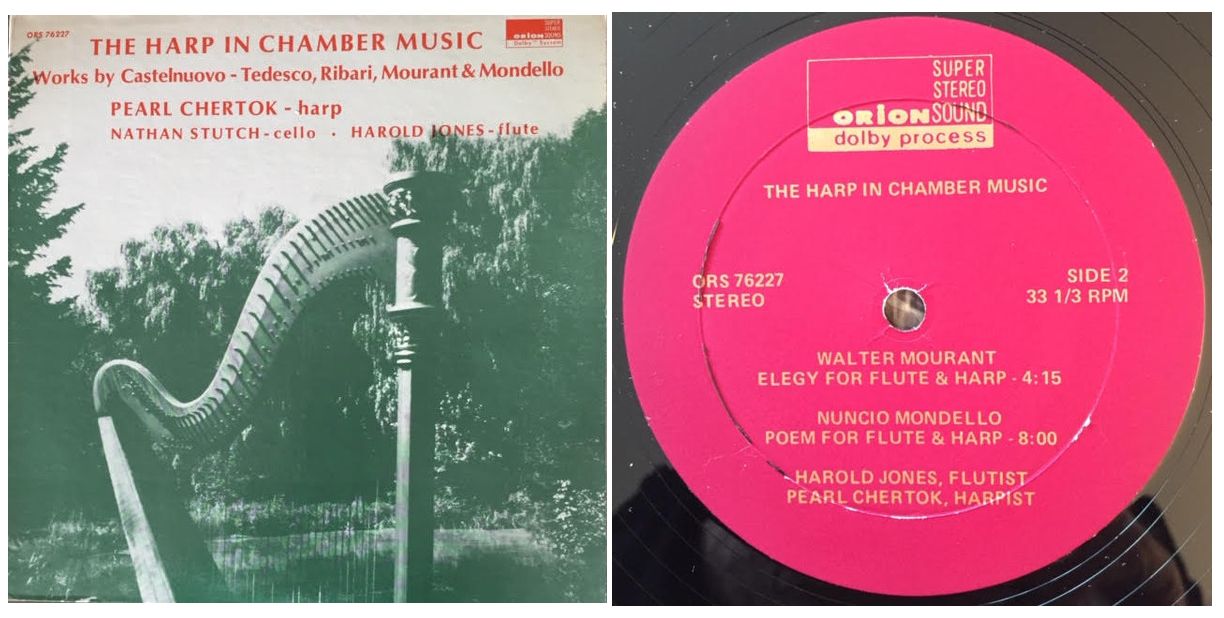 ORS 76227
SUPER
STEREO
ORION SOUND
Dolby™ System
THE HARP IN CHAMBER MUSIC
Works by Castelnuovo - Tedesco, Ribari, Mourant & Mondello
PEARL CHERTOK - harp
NATHAN STUTCH - cello · HAROLD JONES - flute
SUPER
STEREO
ORION SOUND
dolby process
THE HARP IN CHAMBER MUSIC
ORS 76227
STEREO
SIDE 2
33 1/3 RPM
WALTER MOURANT
ELEGY FOR FLUTE & HARP - 4:15
NUNCIO MONDELLO
POEM FOR FLUTE & HARP - 8:00
HAROLD JONES, FLUTIST
PEARL CHERTOK, HARPIST